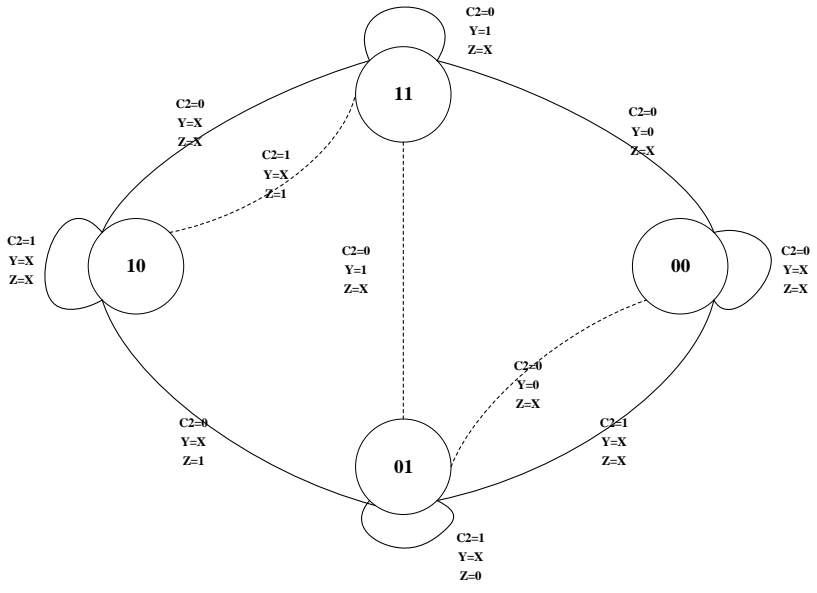 C2=0
Y=1
Z=X
11
C2=0
Y=X
Z=X
C2=0
Y=0
Z=X
C2=1
Y=X
Z=1
C2=1
Y=X
Z=X
10
C2=0
Y=1
Z=X
00
C2=0
Y=X
Z=X
C2=0
Y=0
Z=X
C2=0
Y=X
Z=1
01
C2=1
Y=X
Z=X
C2=1
Y=X
Z=0